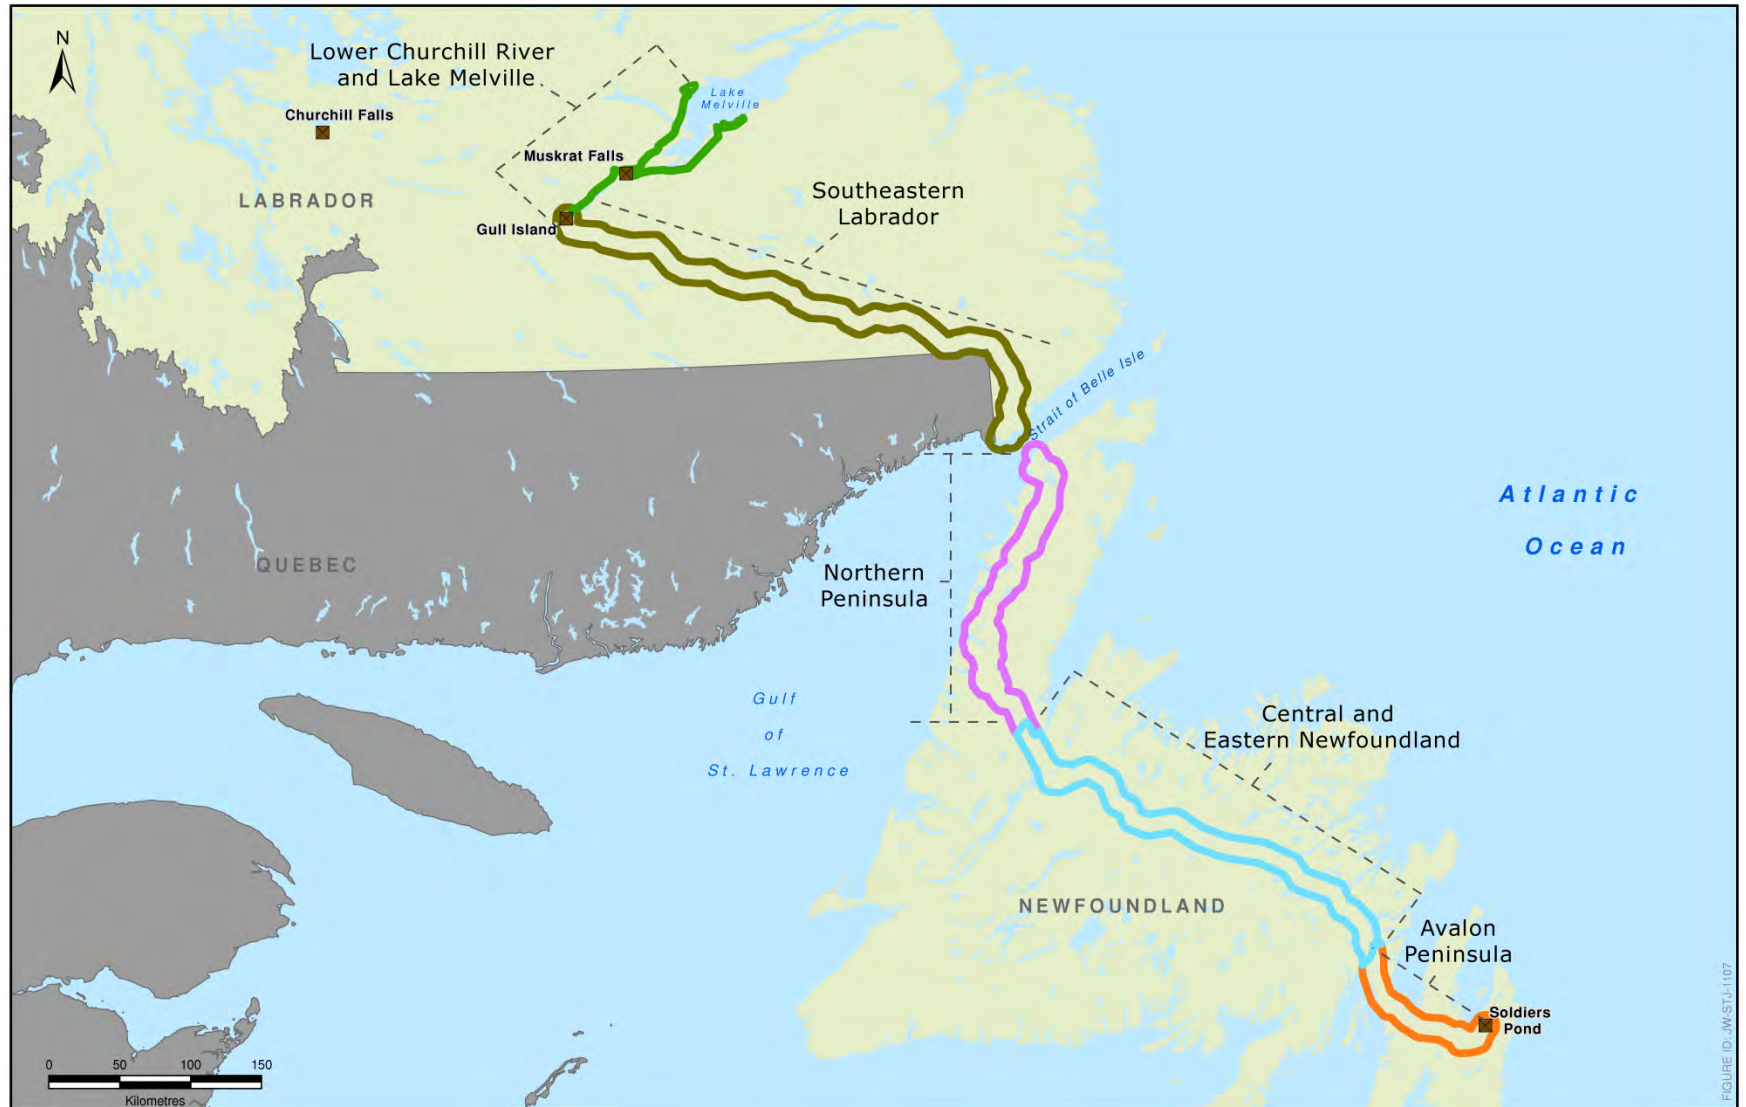 N
Lower Churchill River
and Lake Melville
Lake
Melville
Churchill Falls
Muskrat Falls
LABRADOR
Southeastern
Labrador
Gull Island
Strait of Belle Isle
Atlantic
Ocean
QUEBEC
Northern
Peninsula
Gulf
of
St. Lawrence
Central and
Eastern Newfoundland
NEWFOUNDLAND
Avalon
Peninsula
Soldiers
Pond
0 50 100 150
Kilometres
FIGURE ID: JW-STJ-1107